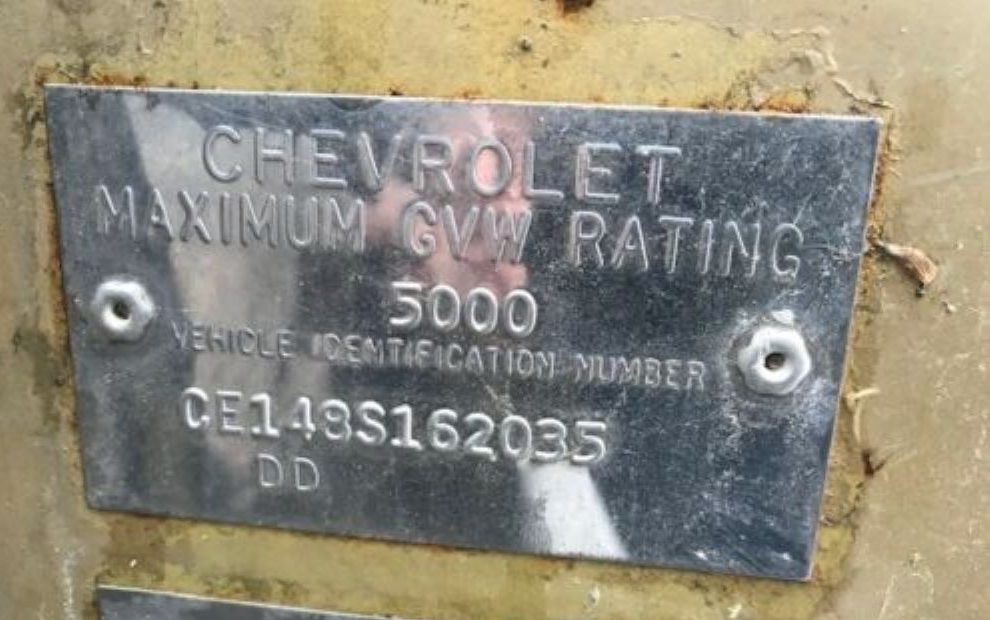 CHEVROLET
MAXIMUM GVW RATING
5000
VEHICLE IDENTIFICATION NUMBER
CE148S162035
DD